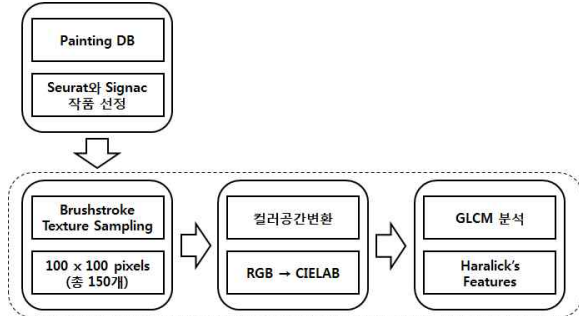 Painting DB
Seurat와 Signac
작품 선정
Brushstroke
Texture Sampling
100 x 100 pixels
(총 150개)
컬러공간변환
RGB → CIELAB
GLCM 분석
Haralick's
Features